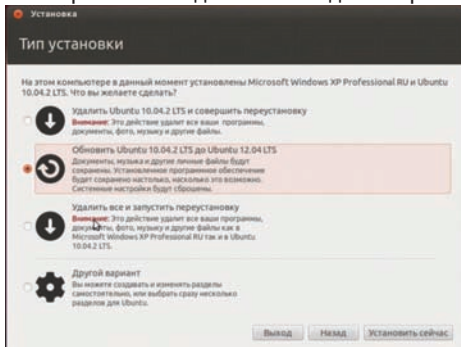 Установка
Тип установки
На этом компьютере в данный момент установлены Microsoft Windows XP Professional RU и Ubuntu
10.04.2 LTS. Что вы желаете сделать?
Удалить Ubuntu 10.04.2 LTS и совершить переустановку
Внимание: Это действие удалит все ваши программы,
документы, фото, музыку и другие файлы.
Обновить Ubuntu 10.04.2 LTS до Ubuntu 12.04 LTS
Документы, музыка и другие личные файлы будут
сохранены. Установленное программное обеспечение
будет сохранено настолько, насколько это возможно.
Системные настройки будут сброшены.
Удалить все и запустить переустановку
Внимание: Это действие удалит все ваши программы,
документы, фото, музыку и другие файлы как в
Microsoft Windows XP Professional RU так и в Ubuntu
10.04.2 LTS.
Другой вариант
Вы можете создавать и изменять разделы
самостоятельно, или выбрать сразу несколько
разделов для Ubuntu.
Выход Назад Установить сейчас